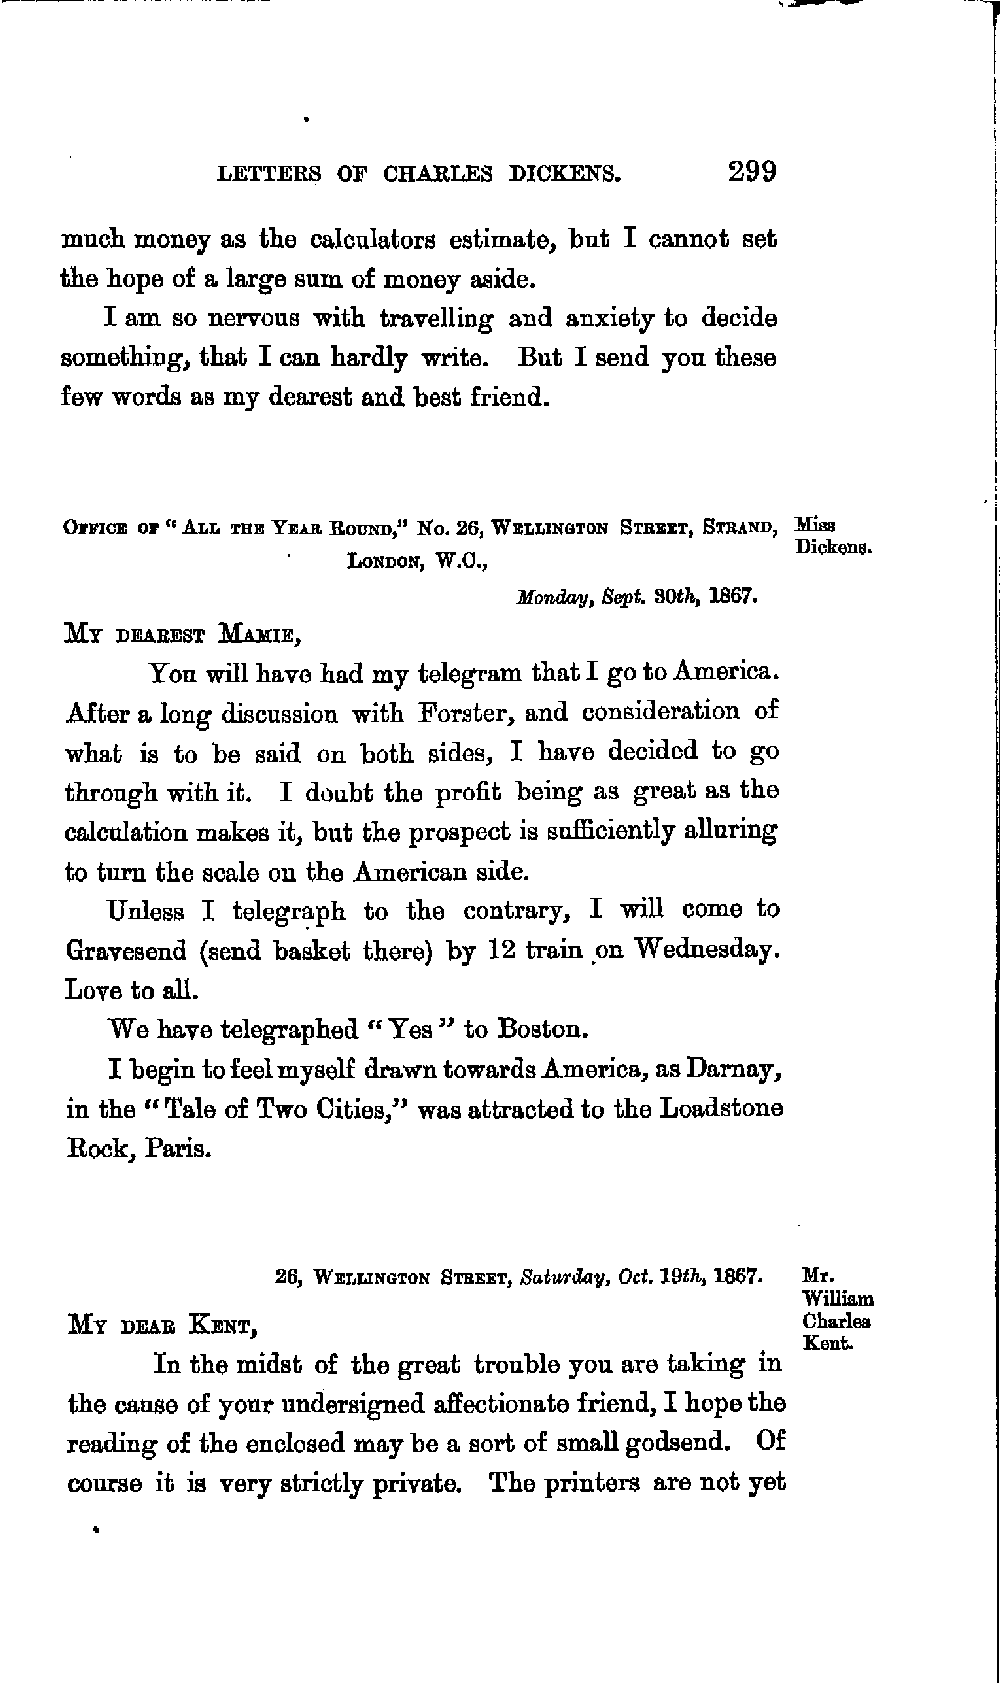 LETTERS OF CHARLES DICKENS. 299
much money as the calculators estimate, but I cannot set
the hope of a large sum of money aside.
I am so nervous with travelling and anxiety to decide
something, that I can hardly write. But I send you these
few words as my dearest and best friend.
OFFICE OF "ALL THE YEAR ROUND," No. 26, WELLINGTON STREET, STRAND,
LONDON, W.C.,
Miss
Dickens.
Monday, Sept. 30th, 1867.
MY DEAREST MAMIE,
You will have had my telegram that I go to America.
After a long discussion with Forster, and consideration of
what is to be said on both sides, I have decided to go
through with it. I doubt the profit being as great as the
calculation makes it, but the prospect is sufficiently alluring
to turn the scale on the American side.
Unless I telegraph to the contrary, I will come to
Gravesend (send basket there) by 12 train on Wednesday.
Love to all.
We have telegraphed "Yes" to Boston.
I begin to feel myself drawn towards America, as Darnay,
in the "Tale of Two Cities," was attracted to the Loadstone
Rock, Paris.
26, WELLINGTON STREET, Saturday, Oct. 19th, 1867.
Mr.
William
Charles
Kent.
MY DEAR KENT,
In the midst of the great trouble you are taking in
the cause of your undersigned affectionate friend, I hope the
reading of the enclosed may be a sort of small godsend. Of
course it is very strictly private. The printers are not yet